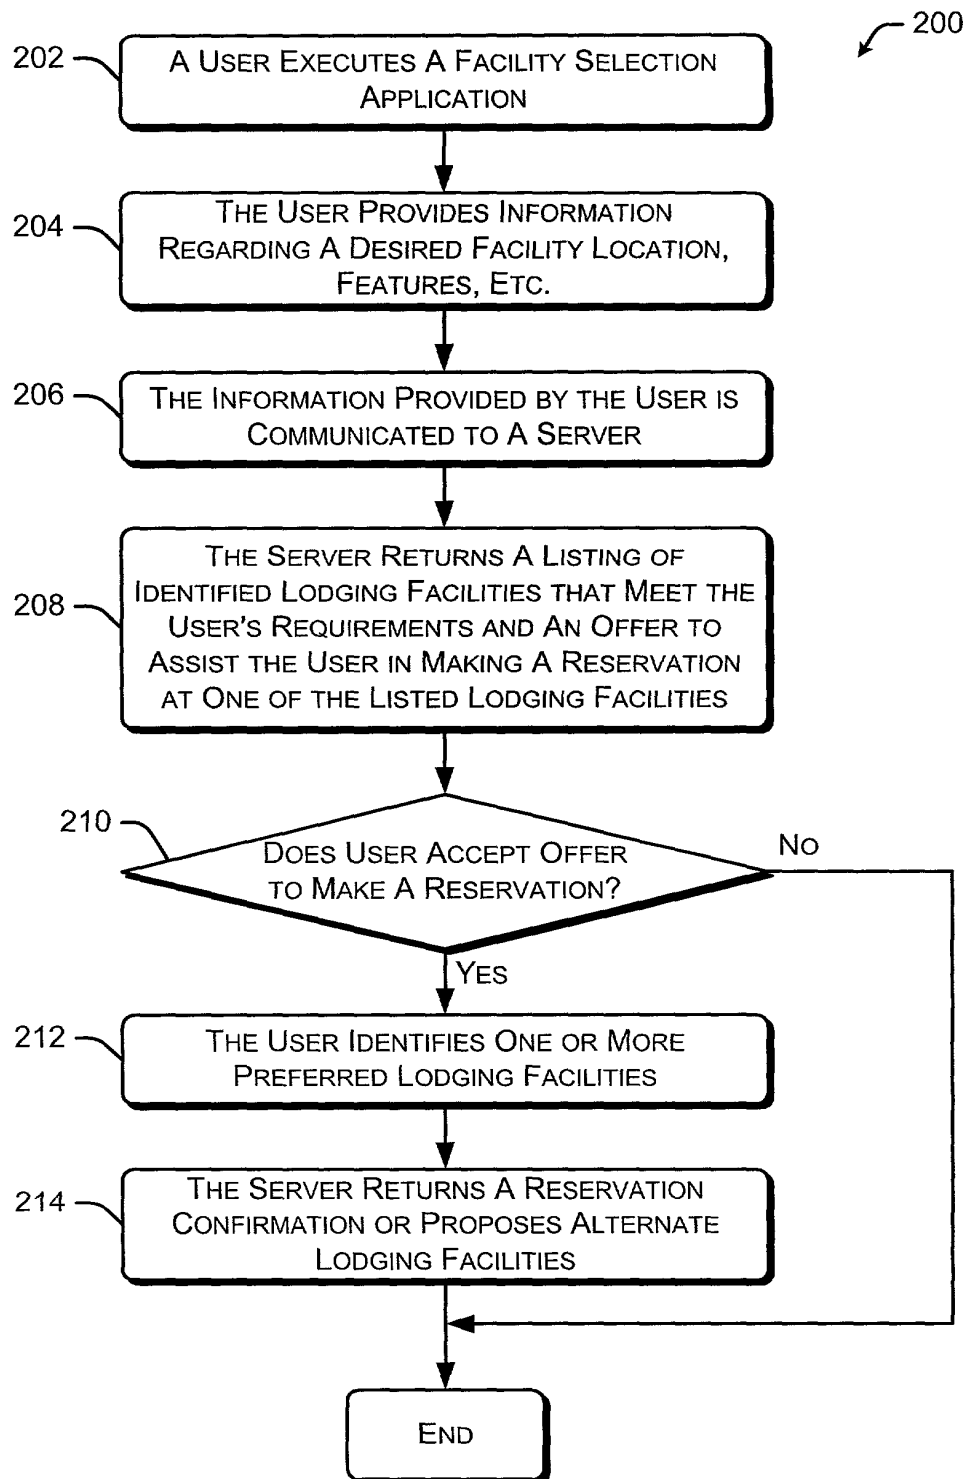 200
202
A USER EXECUTES A FACILITY SELECTION
APPLICATION
204
THE USER PROVIDES INFORMATION
REGARDING A DESIRED FACILITY LOCATION,
FEATURES, ETC.
206
THE INFORMATION PROVIDED BY THE USER IS
COMMUNICATED TO A SERVER
208
THE SERVER RETURNS A LISTING OF
IDENTIFIED LODGING FACILITIES THAT MEET THE
USER'S REQUIREMENTS AND AN OFFER TO
ASSIST THE USER IN MAKING A RESERVATION
AT ONE OF THE LISTED LODGING FACILITIES
210
DOES USER ACCEPT OFFER
TO MAKE A RESERVATION?
NO
YES
212
THE USER IDENTIFIES ONE OR MORE
PREFERRED LODGING FACILITIES
214
THE SERVER RETURNS A RESERVATION
CONFIRMATION OR PROPOSES ALTERNATE
LODGING FACILITIES
END